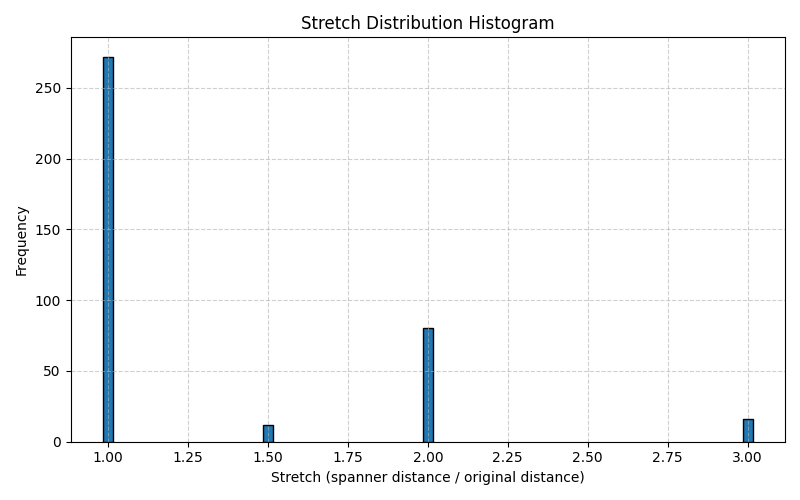 Stretch Distribution Histogram
Frequency
250
200
150
100
50
0
1.00 1.25 1.50 1.75 2.00 2.25 2.50 2.75 3.00
Stretch (spanner distance / original distance)